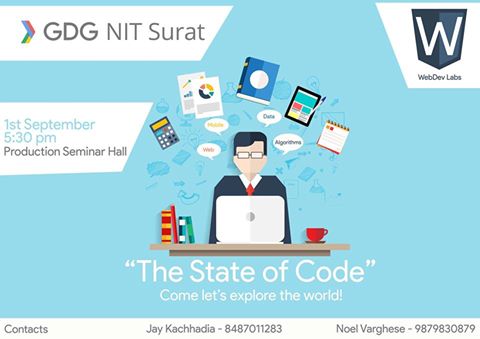 GDG NIT Surat
W
WebDev Labs
1st September
5:30 pm
Production Seminar Hall
Mobile
Data
Web
Algorithms
“The State of Code”
Come let's explore the world!
Contacts
Jay Kachhadia - 8487011283
Noel Varghese - 9879830879